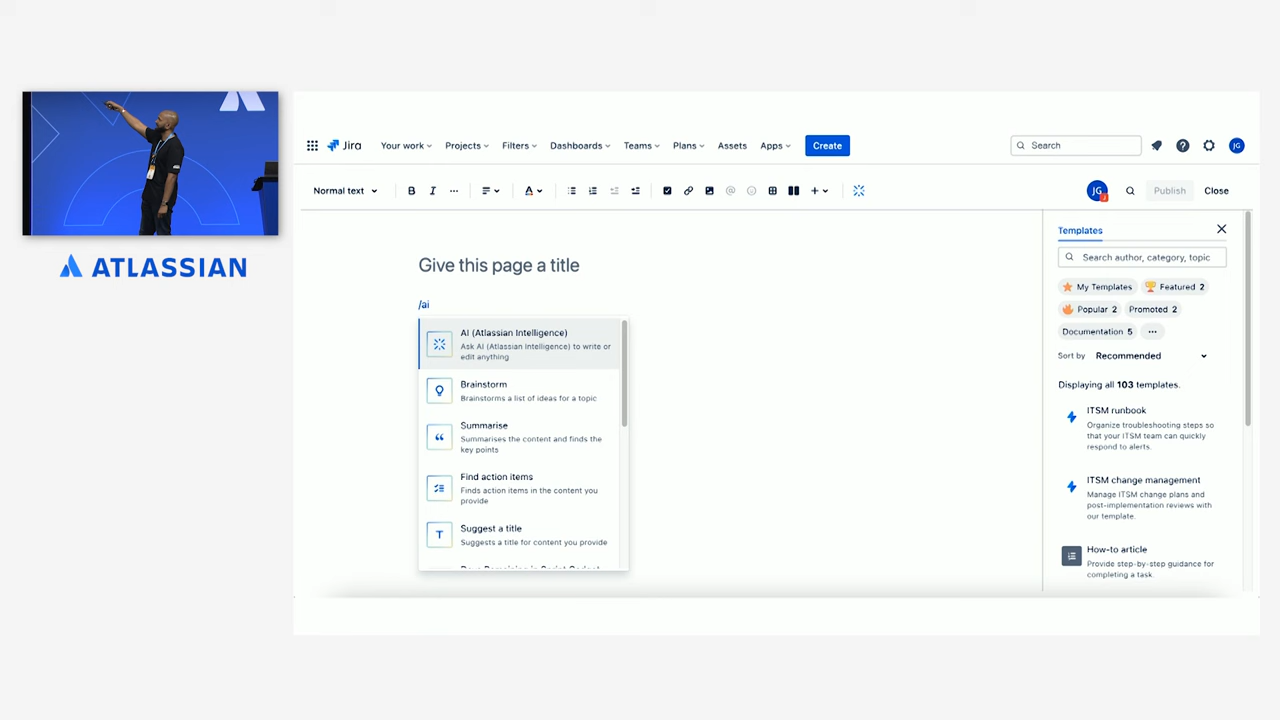 ATLASSIAN
Jira
Your work
Projects
Filters
Dashboards
Teams
Plans
Assets
Apps
Create
Search
JG
Normal text
B
I
A
JG
Publish
Close
Give this page a title
/ai
AI (Atlassian Intelligence)
Ask AI (Atlassian Intelligence) to write or
edit anything
Brainstorm
Brainstorms a list of ideas for a topic
Summarise
Summarises the content and finds the
key points
Find action items
Finds action items in the content you
provide
T
Suggest a title
Suggests a title for content you provide
Templates
Search author, category, topic
My Templates
Featured 2
Popular 2
Promoted 2
Documentation 5
Sort by Recommended
Displaying all 103 templates.
ITSM runbook
Organize troubleshooting steps so
that your ITSM team can quickly
respond to alerts.
ITSM change management
Manage ITSM change plans and
post-implementation reviews with
our template.
How-to article
Provide step-by-step guidance for
completing a task.